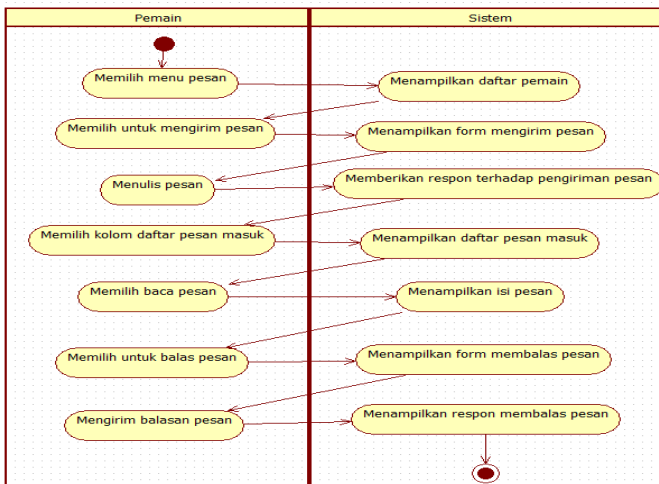 Pemain
Sistem
Memilih menu pesan
Menampilkan daftar pemain
Memilih untuk mengirim pesan
Menampilkan form mengirim pesan
Menulis pesan
Memberikan respon terhadap pengiriman pesan
Memilih kolom daftar pesan masuk
Menampilkan daftar pesan masuk
Memilih baca pesan
Menampilkan isi pesan
Memilih untuk balas pesan
Menampilkan form membalas pesan
Mengirim balasan pesan
Menampilkan respon membalas pesan